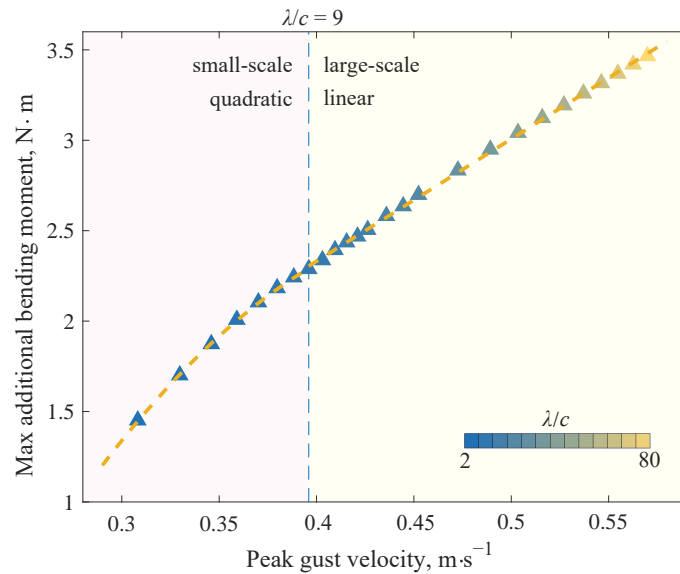 λ/c = 9
small-scale
quadratic
large-scale
linear
Max additional bending moment, N· m
3.5
3
2.5
2
1.5
1
0.3
0.35
0.4
0.45
0.5
0.55
Peak gust velocity, m·s⁻¹
λ/c
2
80